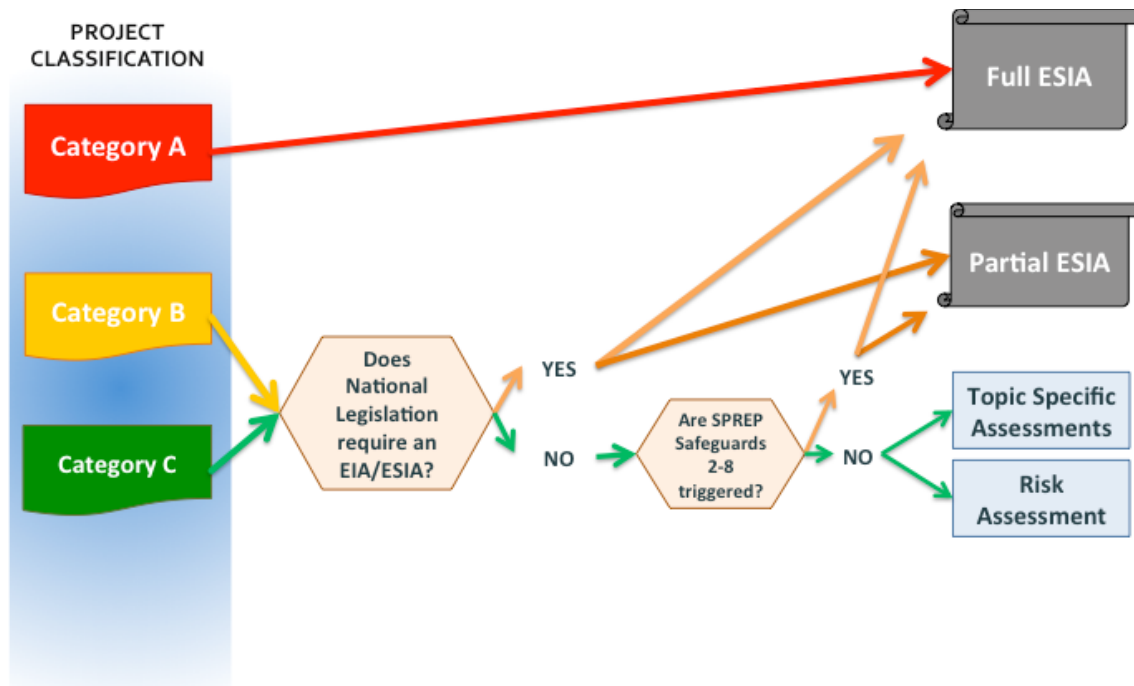 PROJECT
CLASSIFICATION
Category A
Category B
Category C
Does
National
Legislation
require an
EIA/ESIA?
YES
NO
Are SPREP
Safeguards
2-8
triggered?
YES
NO
Full ESIA
Partial ESIA
Topic Specific
Assessments
Risk
Assessment